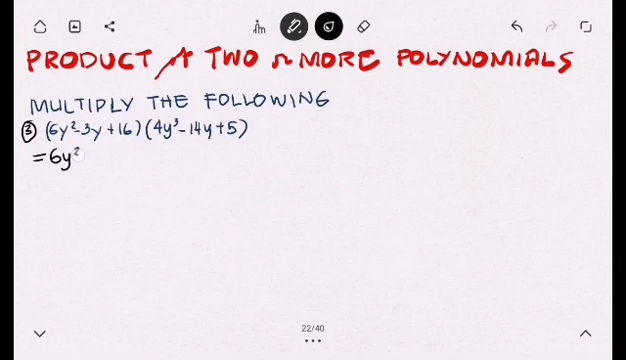 PRODUCT OF TWO OR MORE POLYNOMIALS
MULTIPLY THE FOLLOWING
③ (6y²-3y+16)(4y³-14y+5)
=6y²
22/40